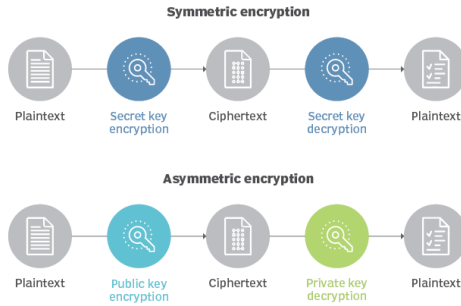 Symmetric encryption
Plaintext
Secret key
encryption
Ciphertext
Secret key
decryption
Plaintext
Asymmetric encryption
Plaintext
Public key
encryption
Ciphertext
Private key
decryption
Plaintext